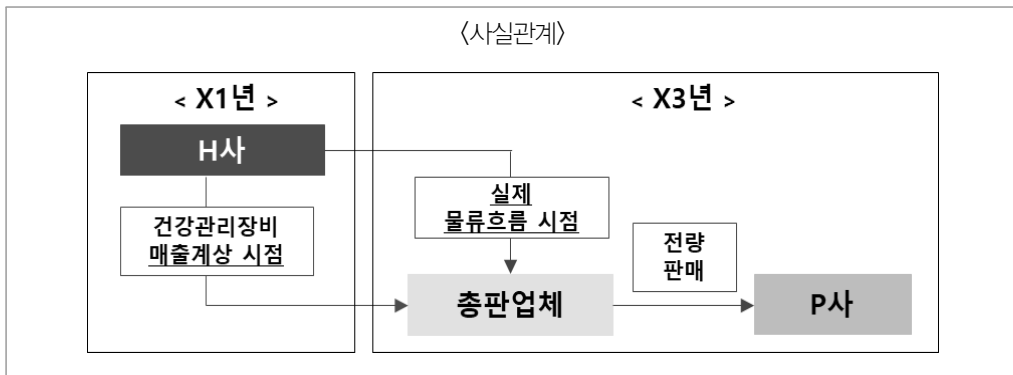 〈사실관계〉
< X1년 >
H사
건강관리장비
매출계상 시점
< X3년 >
실제
물류흐름 시점
총판업체
전량
판매
P사